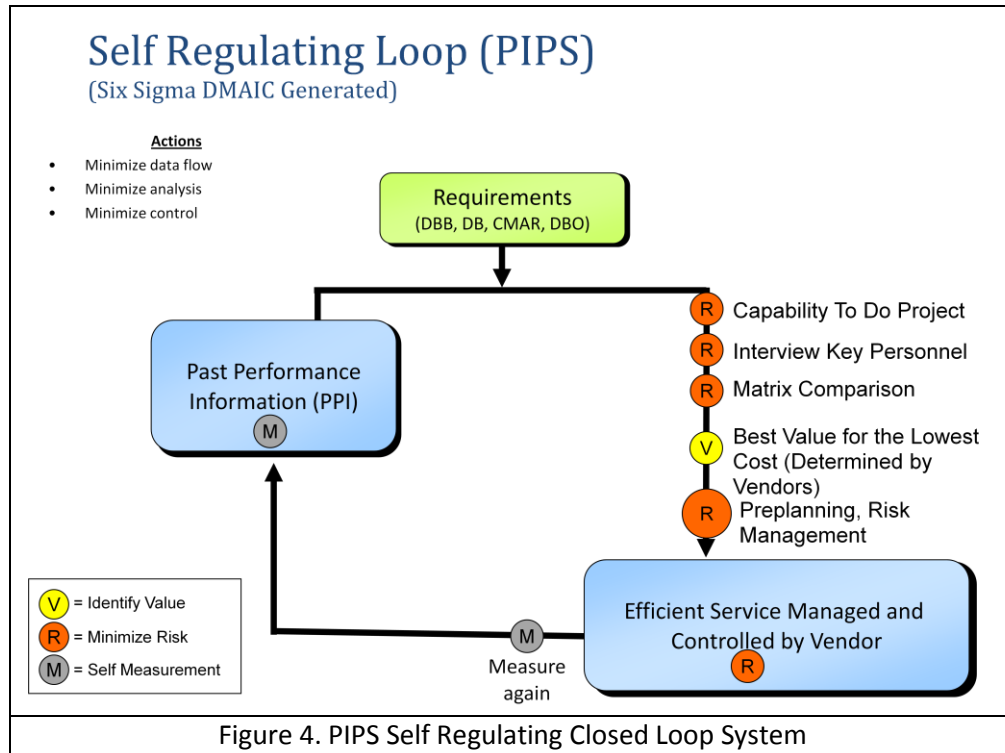 Self Regulating Loop (PIPS)
(Six Sigma DMAIC Generated)
Actions
• Minimize data flow
• Minimize analysis
• Minimize control
Requirements
(DBB, DB, CMAR, DBO)
Past Performance
Information (PPI)
M
R Capability To Do Project
R Interview Key Personnel
R Matrix Comparison
V Best Value for the Lowest
Cost (Determined by
Vendors)
R Preplanning, Risk
Management
Efficient Service Managed and
Controlled by Vendor
R
M
Measure
again
V = Identify Value
R = Minimize Risk
M = Self Measurement
Figure 4. PIPS Self Regulating Closed Loop System